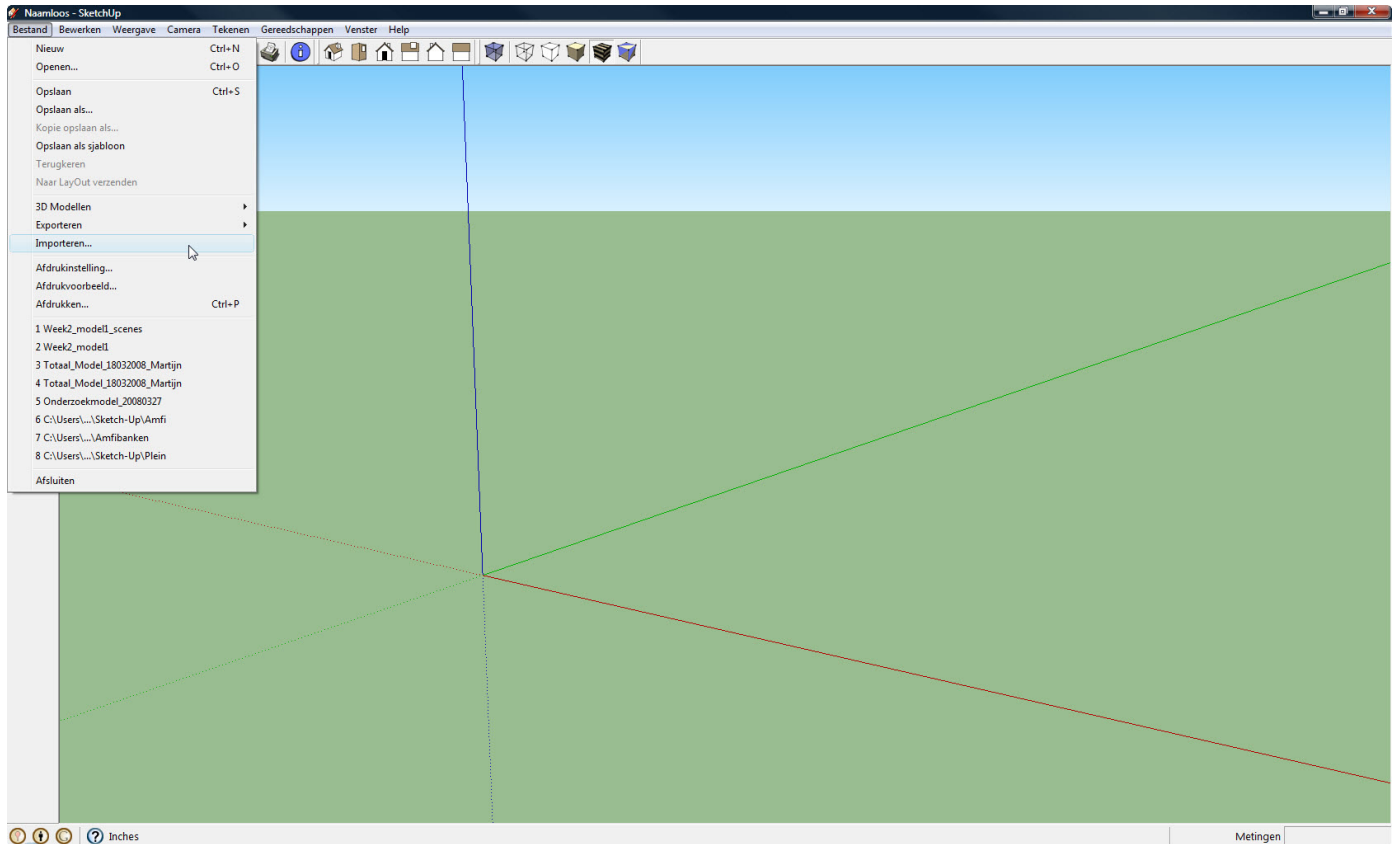 Naamloos - SketchUp
Bestand Bewerken Weergave Camera Tekenen Gereedschappen Venster Help
Nieuw Ctrl+N
Openen... Ctrl+O
Opslaan Ctrl+S
Opslaan als...
Kopie opslaan als...
Opslaan als sjabloon
Terugkeren
Naar LayOut verzenden
3D Modellen
Exporteren
Importeren...
Afdrukinstelling...
Afdrukvoorbeeld...
Afdrukken... Ctrl+P
1 Week2_model1_scenes
2 Week2_model1
3 Totaal_Model_18032008_Martijn
4 Totaal_Model_18032008_Martijn
5 Onderzoekmodel_20080327
6 C:\Users\...\Sketch-Up\Amfi
7 C:\Users\...\Amfibanken
8 C:\Users\...\Sketch-Up\Plein
Afsluiten
Inches
Metingen